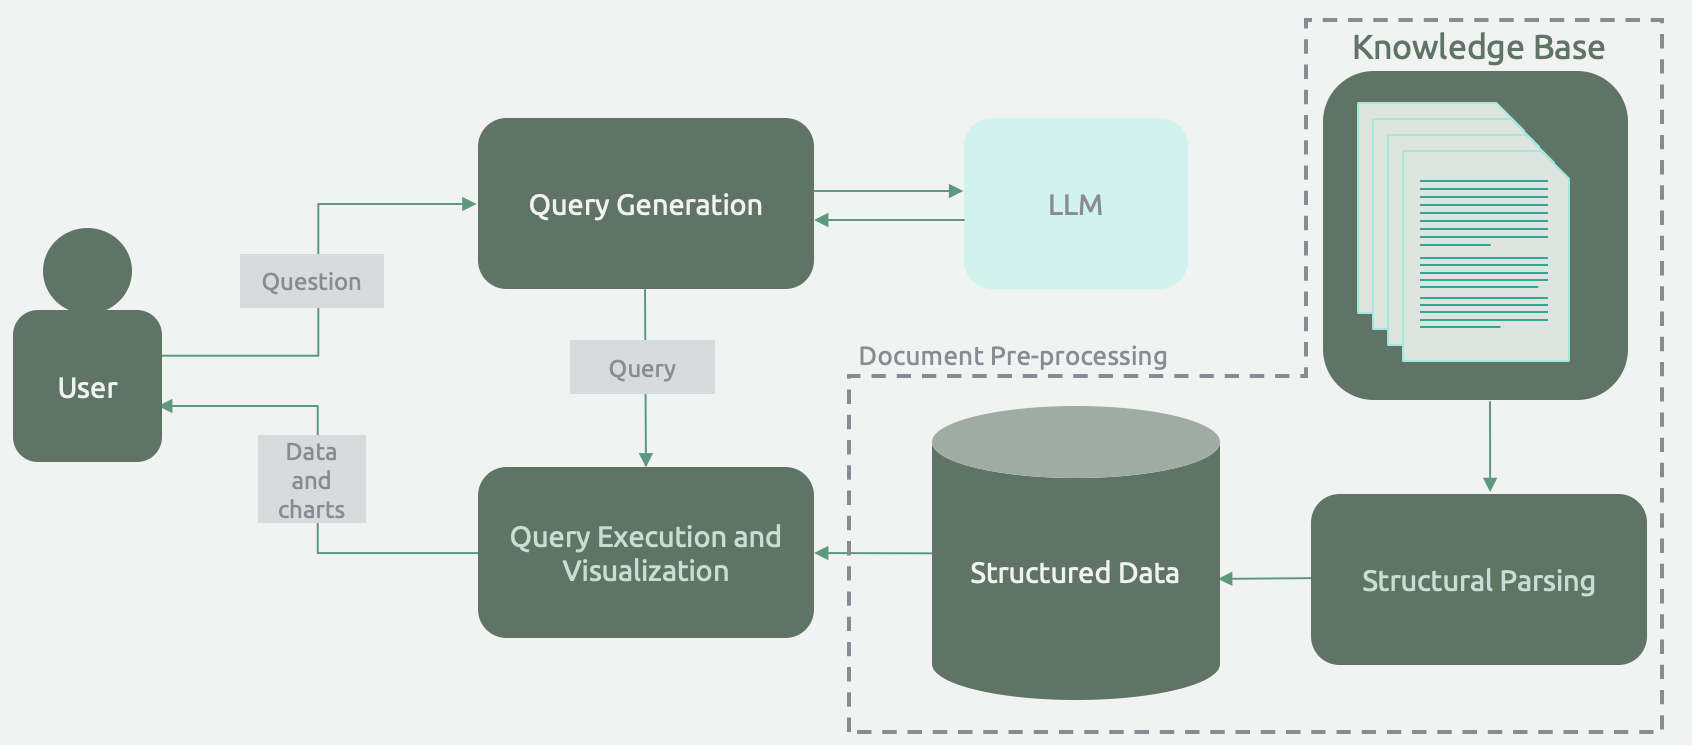 Knowledge Base
Query Generation
LLM
Question
User
Query
Document Pre-processing
Data
and
charts
Query Execution and
Visualization
Structured Data
Structural Parsing